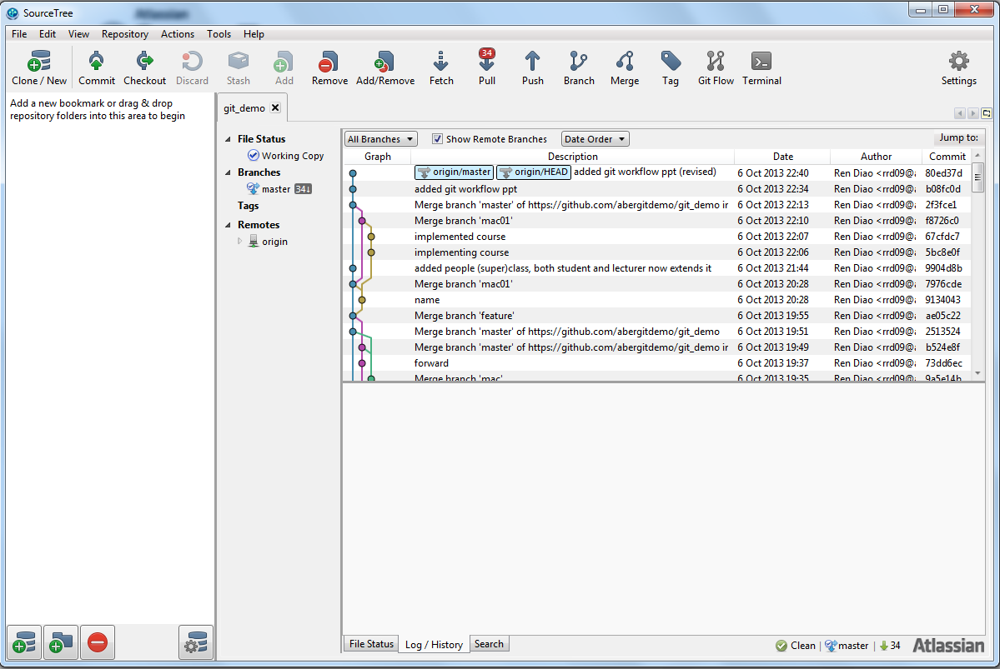 SourceTree
Atlassian
File Edit View Repository Actions Tools Help
34
Clone / New Commit Checkout Discard Stash Add Remove Add/Remove Fetch Pull Push Branch Merge Tag Git Flow Terminal Settings
Add a new bookmark or drag & drop
repository folders into this area to begin
git_demo
File Status
Working Copy
Branches
master 34↓
Tags
Remotes
origin
All Branches Show Remote Branches Date Order Jump to:
Graph Description Date Author Commit
origin/master origin/HEAD added git workflow ppt (revised) 6 Oct 2013 22:40 Ren Diao <rrd09@ 80ed37d
added git workflow ppt 6 Oct 2013 22:34 Ren Diao <rrd09@ b08fc0d
Merge branch 'master' of https://github.com/abergitdemo/git_demo 6 Oct 2013 22:13 Ren Diao <rrd09@ 2f3fce1
Merge branch 'mac01' 6 Oct 2013 22:10 Ren Diao <rrd09@ f8726c0
implemented course 6 Oct 2013 22:07 Ren Diao <rrd09@ 67cfdc7
implementing course 6 Oct 2013 22:06 Ren Diao <rrd09@ 5bc8e0f
added people (super)class, both student and lecturer now extends it 6 Oct 2013 21:44 Ren Diao <rrd09@ 9904d8b
Merge branch 'mac01' 6 Oct 2013 20:28 Ren Diao <rrd09@ 7976cde
name 6 Oct 2013 20:28 Ren Diao <rrd09@ 9134043
Merge branch 'feature' 6 Oct 2013 19:55 Ren Diao <rrd09@ ae05c22
Merge branch 'master' of https://github.com/abergitdemo/git_demo 6 Oct 2013 19:51 Ren Diao <rrd09@ 2513524
Merge branch 'master' of https://github.com/abergitdemo/git_demo 6 Oct 2013 19:49 Ren Diao <rrd09@ b524e8f
forward 6 Oct 2013 19:37 Ren Diao <rrd09@ 73dd6ec
Merge branch 'mac' 6 Oct 2013 19:35 Ren Diao <rrd09@ 9a5e14b
File Status Log / History Search Clean master 34 Atlassian